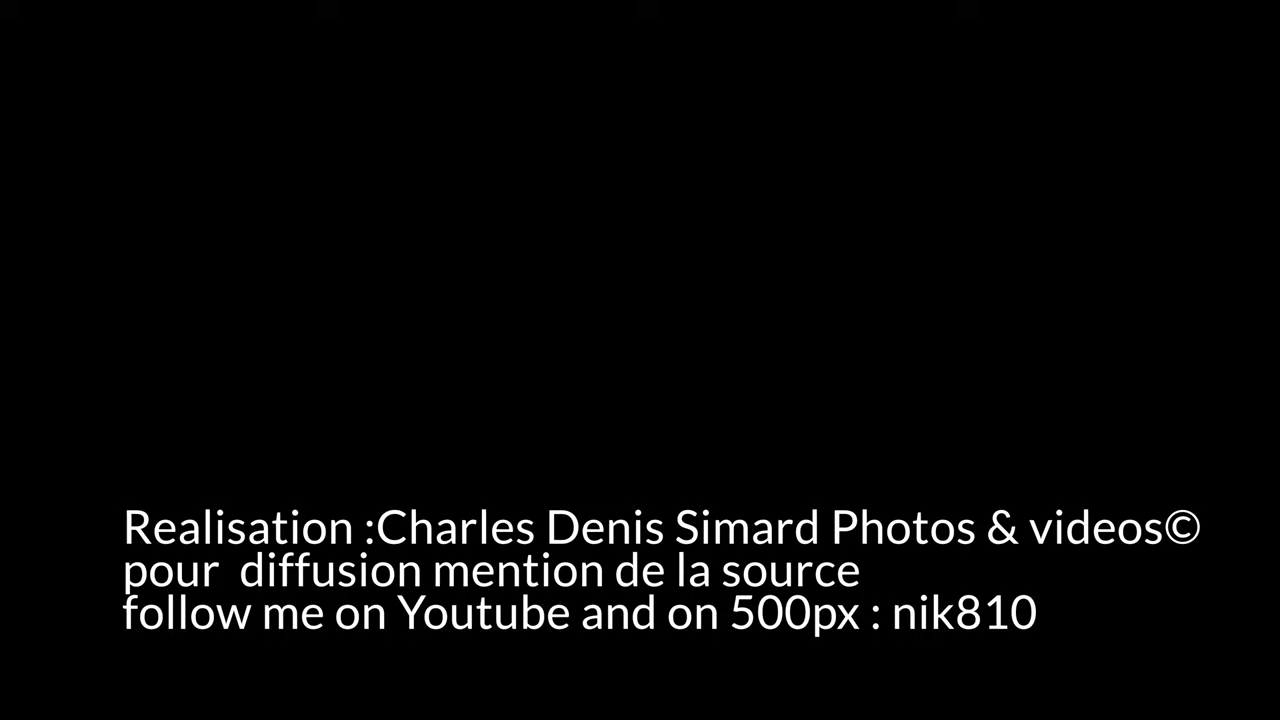 Realisation :Charles Denis Simard Photos & videos©
pour  diffusion mention de la source
follow me on Youtube and on 500px : nik810